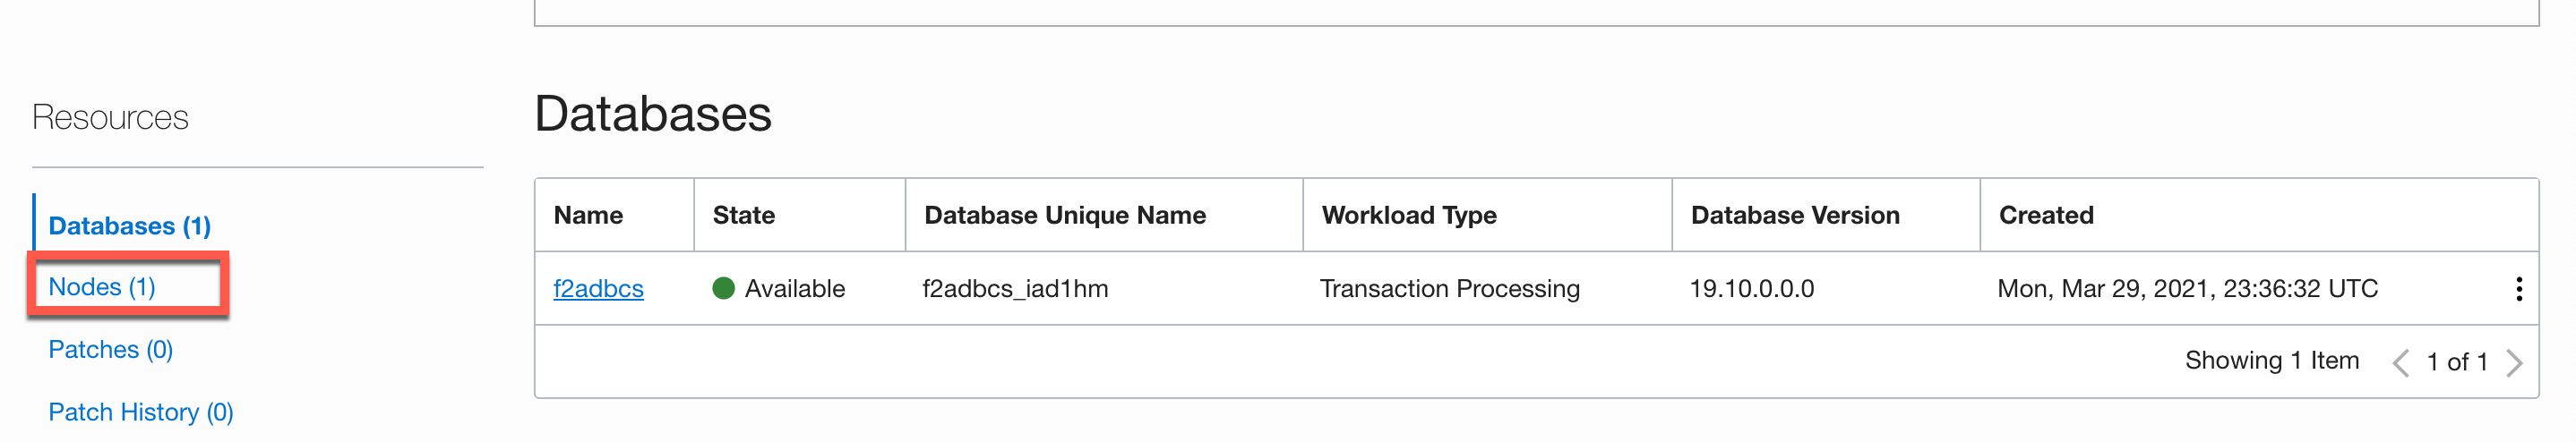 Resources
Databases (1)
Nodes (1)
Patches (0)
Patch History (0)
Databases
Name State Database Unique Name Workload Type Database Version Created
f2adbcs Available f2adbcs_iad1hm Transaction Processing 19.10.0.0.0 Mon, Mar 29, 2021, 23:36:32 UTC
Showing 1 Item < 1 of 1 >